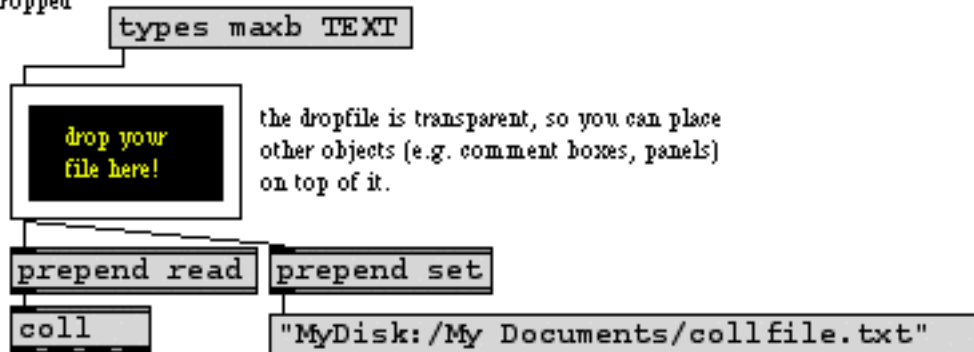 types maxb TEXT
drop your
file here!
the dropfile is transparent, so you can place
other objects (e.g. comment boxes, panels)
on top of it.
prepend read
prepend set
coll
"MyDisk:/My Documents/collfile.txt"